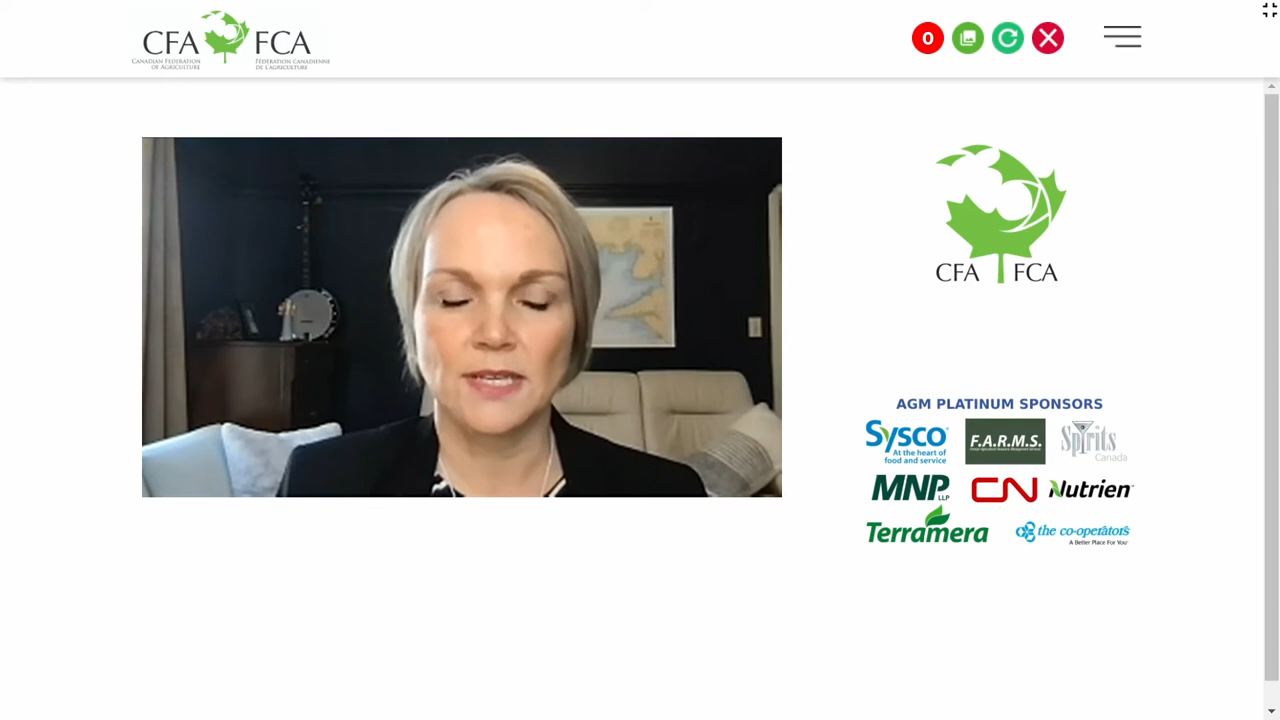 CFA FCA
CANADIAN FEDERATION OF AGRICULTURE
FÉDÉRATION CANADIENNE DE L'AGRICULTURE
0
CFA FCA
AGM PLATINUM SPONSORS
Sysco
At the heart of
food and service
F.A.R.M.S.
Spirits
Canada
MNP
LLP
CN
Nutrien
Terramera
the co-operators
A Better Place For You